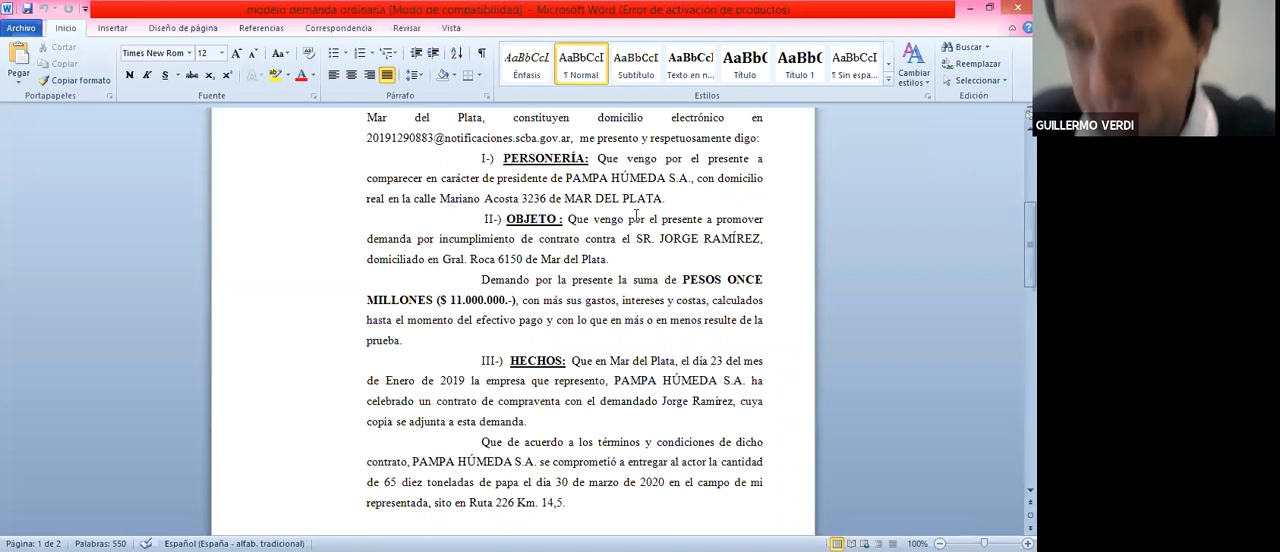 modelo demanda ordinaria [Modo de compatibilidad] - Microsoft Word (Error de activación de productos)
Archivo Inicio Insertar Diseño de página Referencias Correspondencia Revisar Vista
Pegar
Cortar
Copiar
Copiar formato
Portapapeles
Times New Rom 12
N K S abc
Fuente
Párrafo
AaBbCcI AaBbCcI AaBbCcI AaBbCcI AaBbC AaBbC AaBbCcI
Énfasis ¶ Normal Subtítulo Texto en n... Título Título 1 ¶ Sin espa...
Cambiar
estilos
Estilos
Buscar
Reemplazar
Seleccionar
Edición
GUILLERMO VERDI
Mar del Plata, constituyen domicilio electrónico en
20191290883@notificaciones.scba.gov.ar, me presento y respetuosamente digo:
I-) PERSONERÍA: Que vengo por el presente a
comparecer en carácter de presidente de PAMPA HÚMEDA S.A., con domicilio
real en la calle Mariano Acosta 3236 de MAR DEL PLATA.
II-) OBJETO : Que vengo por el presente a promover
demanda por incumplimiento de contrato contra el SR. JORGE RAMÍREZ,
domiciliado en Gral. Roca 6150 de Mar del Plata.
Demando por la presente la suma de PESOS ONCE
MILLONES ($ 11.000.000.-), con más sus gastos, intereses y costas, calculados
hasta el momento del efectivo pago y con lo que en más o en menos resulte de la
prueba.
III-) HECHOS: Que en Mar del Plata, el día 23 del mes
de Enero de 2019 la empresa que represento, PAMPA HÚMEDA S.A. ha
celebrado un contrato de compraventa con el demandado Jorge Ramírez, cuya
copia se adjunta a esta demanda.
Que de acuerdo a los términos y condiciones de dicho
contrato, PAMPA HÚMEDA S.A. se comprometió a entregar al actor la cantidad
de 65 diez toneladas de papa el día 30 de marzo de 2020 en el campo de mi
representada, sito en Ruta 226 Km. 14,5.
Página: 1 de 2 Palabras: 550 Español (España - alfab. tradicional) 100%